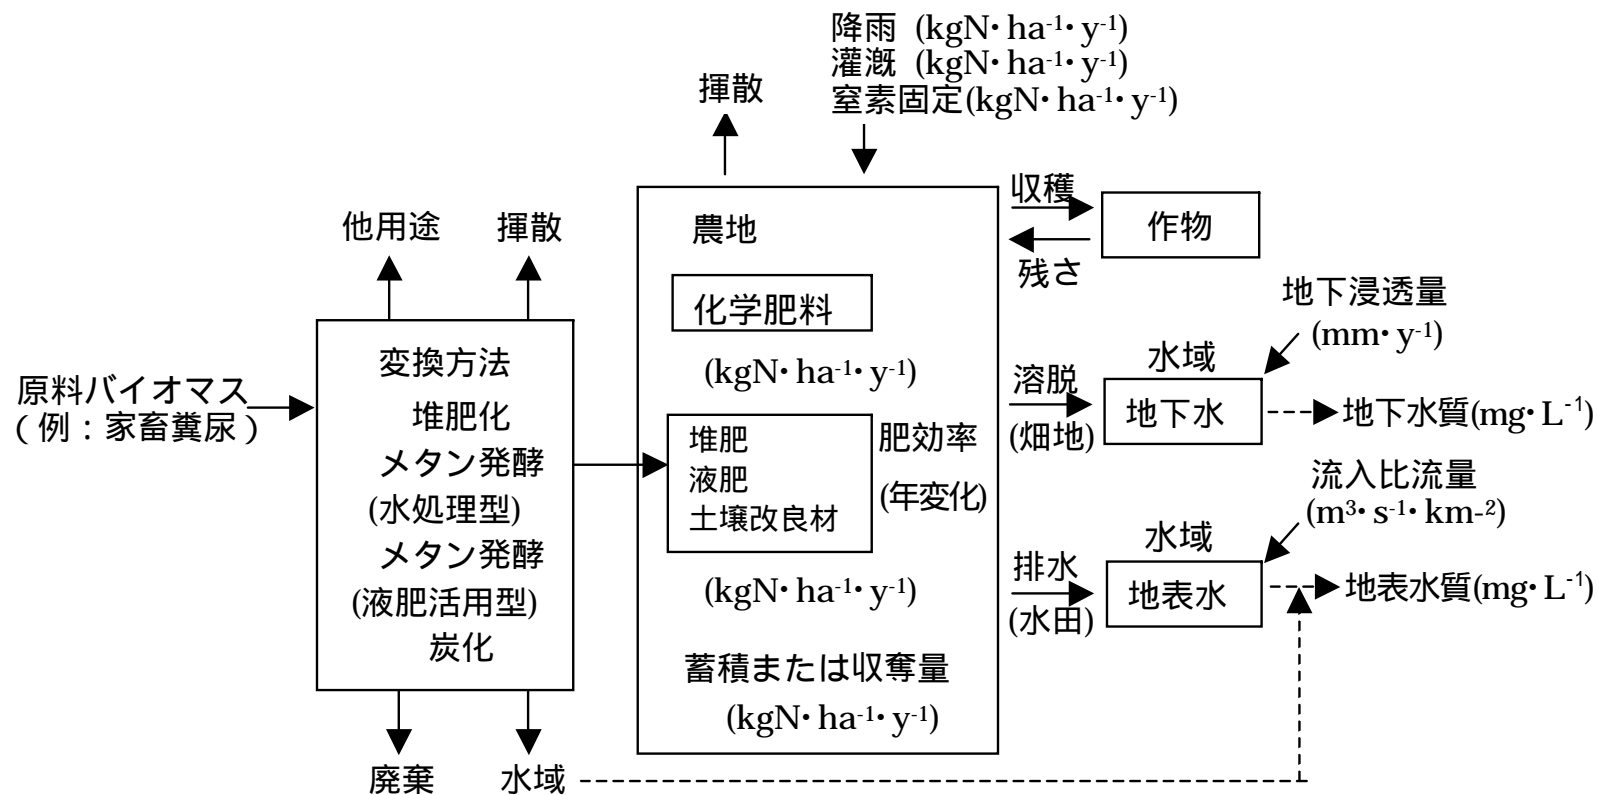 降雨 (kgN・ha⁻¹・y⁻¹)
灌漑 (kgN・ha⁻¹・y⁻¹)
窒素固定(kgN・ha⁻¹・y⁻¹)
揮散
他用途
揮散
原料バイオマス
(例:家畜糞尿)
変換方法
堆肥化
メタン発酵
(水処理型)
メタン発酵
(液肥活用型)
炭化
廃棄
水域
農地
化学肥料
(kgN・ha⁻¹・y⁻¹)
堆肥
液肥
土壌改良材
肥効率
(年変化)
(kgN・ha⁻¹・y⁻¹)
蓄積または収奪量
(kgN・ha⁻¹・y⁻¹)
収穫
残さ
作物
地下浸透量
(mm・y⁻¹)
溶脱
(畑地)
水域
地下水
地下水質(mg・L⁻¹)
流入比流量
(m³・s⁻¹・km-²)
排水
(水田)
水域
地表水
地表水質(mg・L⁻¹)